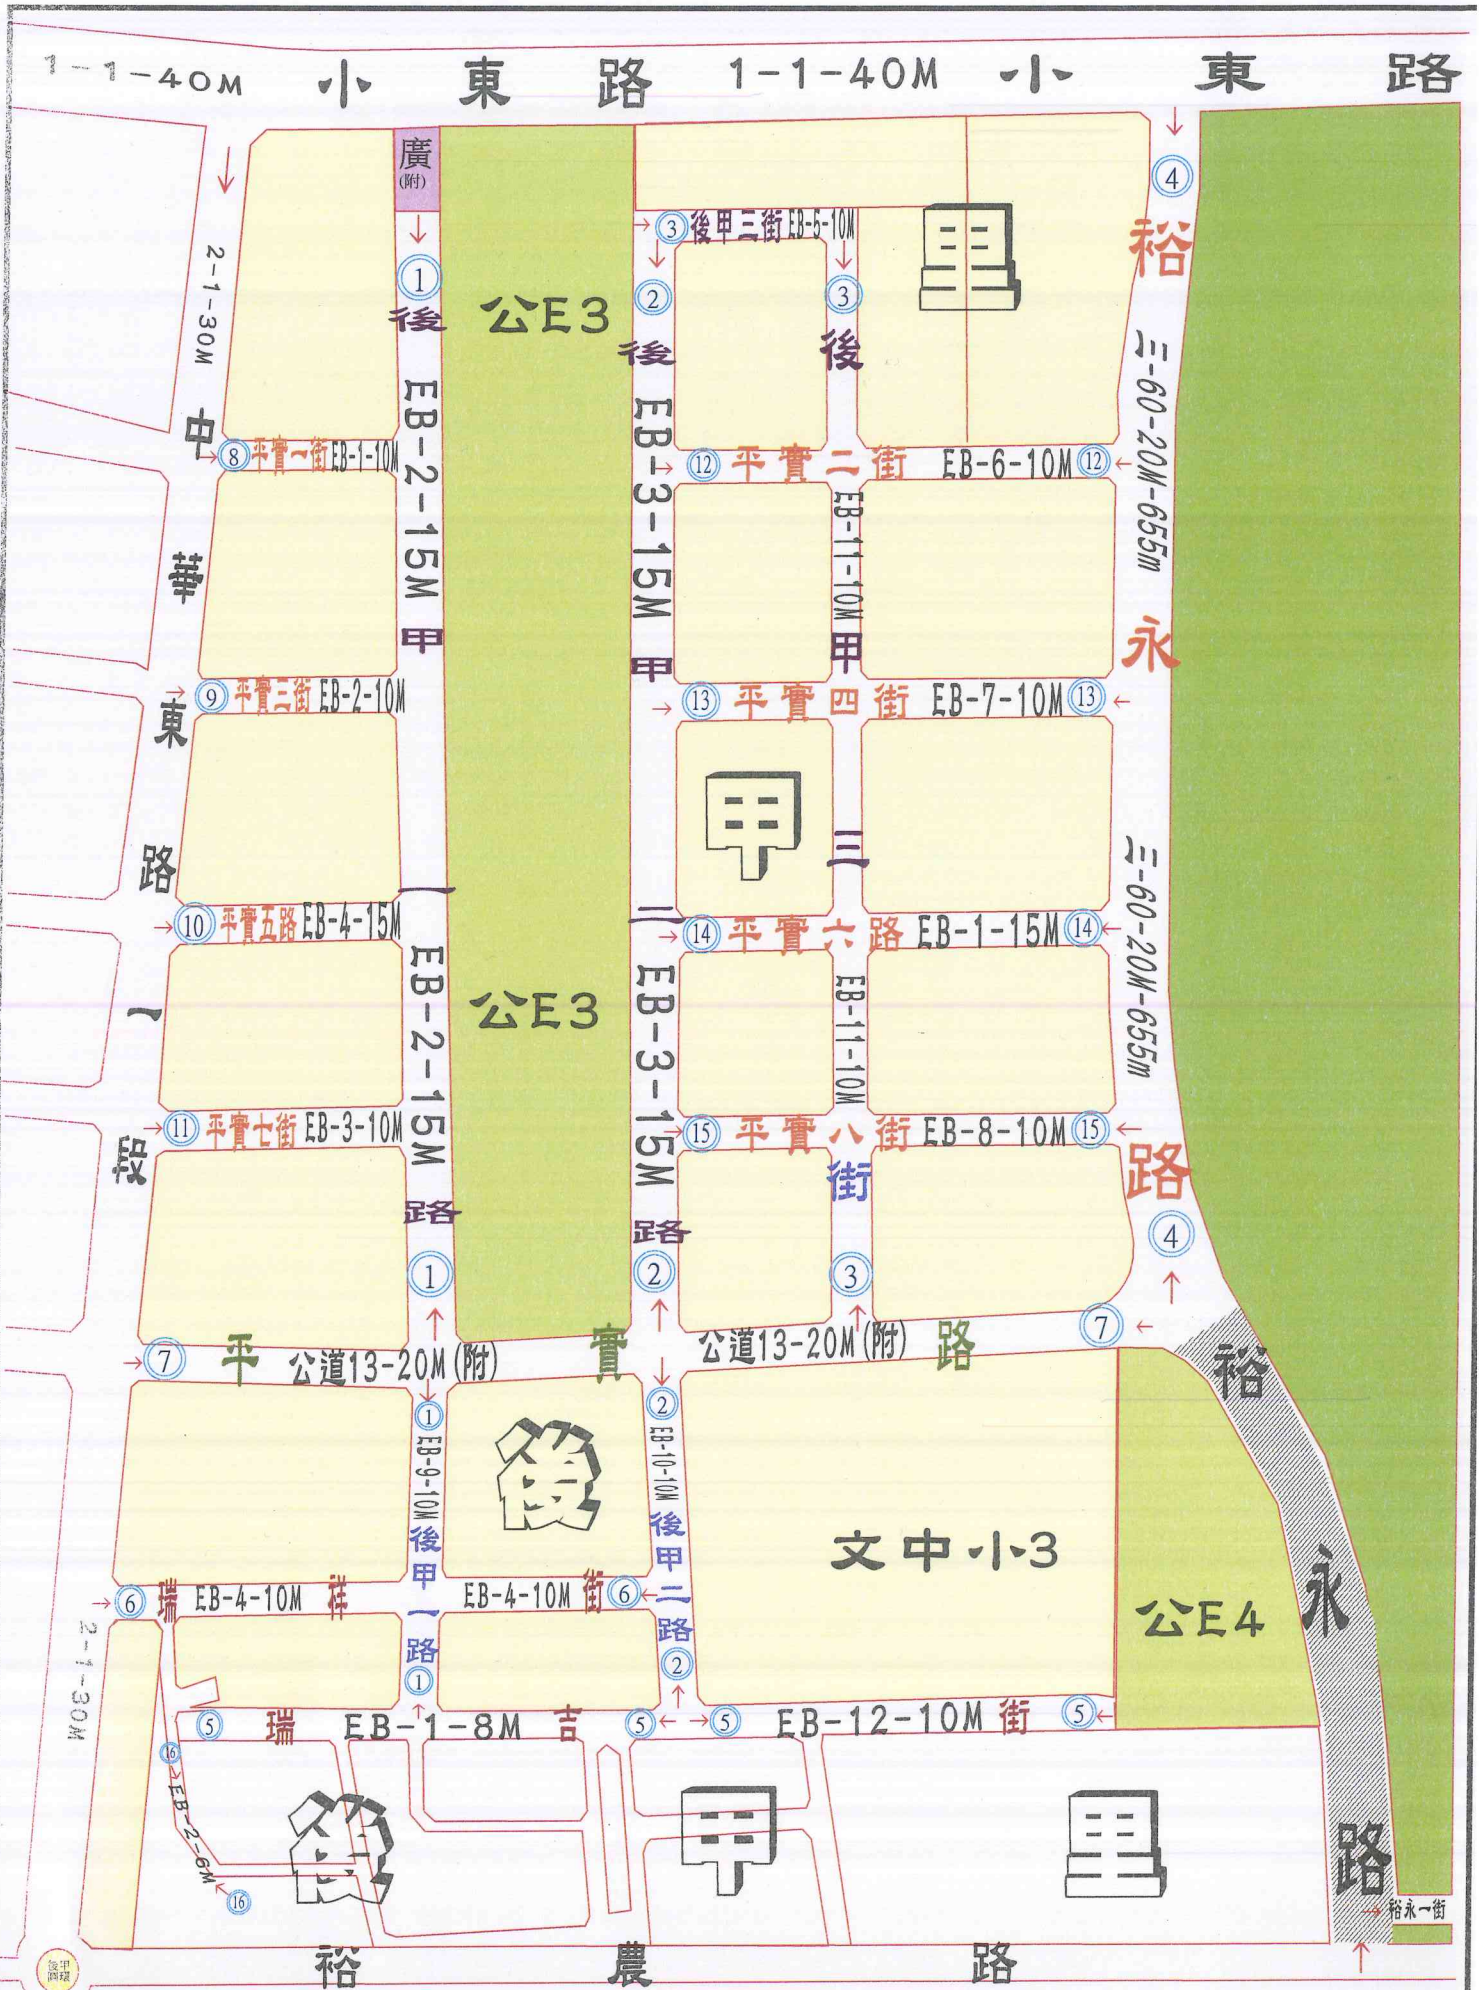 1-1-40M 小東路 1-1-40M 小東路
廣
(附)
④
裕永路
三-60-20M-655m
三-60-20M-655m
④
2-1-30M
中華東路一段
2-1-30M
①
後甲一路
EB-2-15M
EB-2-15M
①
公E3
公E3
②
後甲二路
EB-3-15M
EB-3-15M
②
③ 後甲三街 EB-5-10M
③
後甲三街
EB-11-10M
EB-11-10M
③
里
甲
後
⑧ 平實一街 EB-1-10M
⑫ 平實二街 EB-6-10M ⑫
⑨ 平實三街 EB-2-10M
⑬ 平實四街 EB-7-10M ⑬
⑩ 平實五路 EB-4-15M
⑭ 平實六路 EB-1-15M ⑭
⑪ 平實七街 EB-3-10M
⑮ 平實八街 EB-8-10M ⑮
⑦ 平 公道13-20M(附) 實 公道13-20M(附) 路 ⑦
①
EB-9-10M
後甲一路
①
②
EB-10-10M
後甲二路
②
文中小3
公E4
裕永路
⑥ 瑞 EB-4-10M 祥 EB-4-10M 街 ⑥
⑤ 瑞 EB-1-8M 吉 ⑤ ⑤ EB-12-10M 街 ⑤
⑯
EB-2-6M
⑯
後甲里
裕永一街
裕農路
後甲圓環